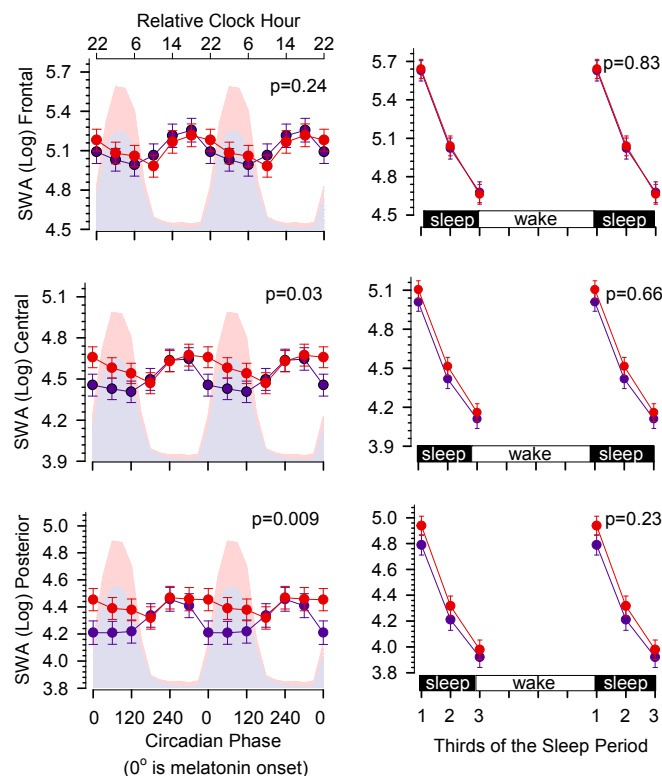 Relative Clock Hour
22 6 14 22 6 14 22
SWA (Log) Frontal
5.7
5.4
5.1
4.8
4.5
p=0.24
5.7
5.4
5.1
4.8
4.5
p=0.83
sleep wake sleep
SWA (Log) Central
5.1
4.8
4.5
4.2
3.9
p=0.03
5.1
4.8
4.5
4.2
3.9
p=0.66
sleep wake sleep
SWA (Log) Posterior
5.0
4.8
4.6
4.4
4.2
4.0
3.8
p=0.009
5.0
4.8
4.6
4.4
4.2
4.0
3.8
p=0.23
sleep wake sleep
0 120 240 0 120 240 0
Circadian Phase
(0° is melatonin onset)
1 2 3 1 2 3
Thirds of the Sleep Period